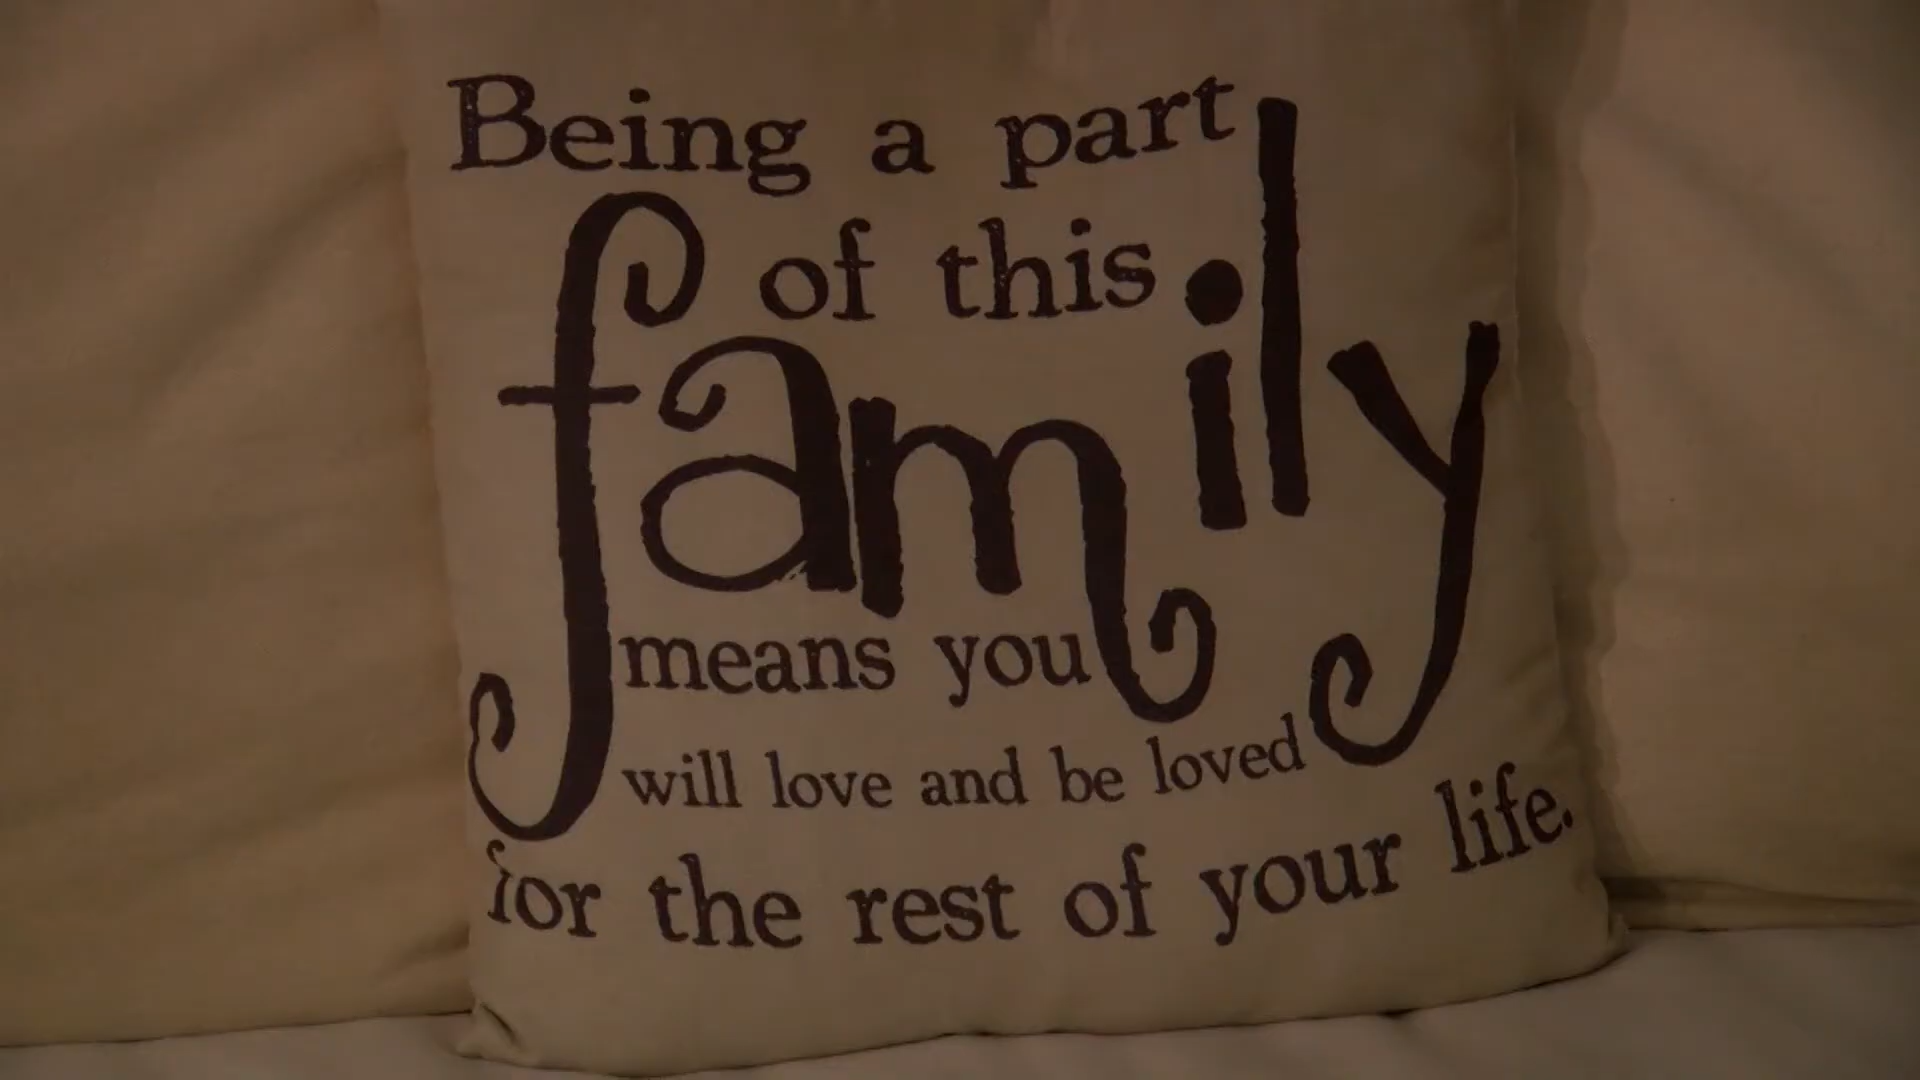 Being a part
of this
family
means you
will love and be loved
for the rest of your life.